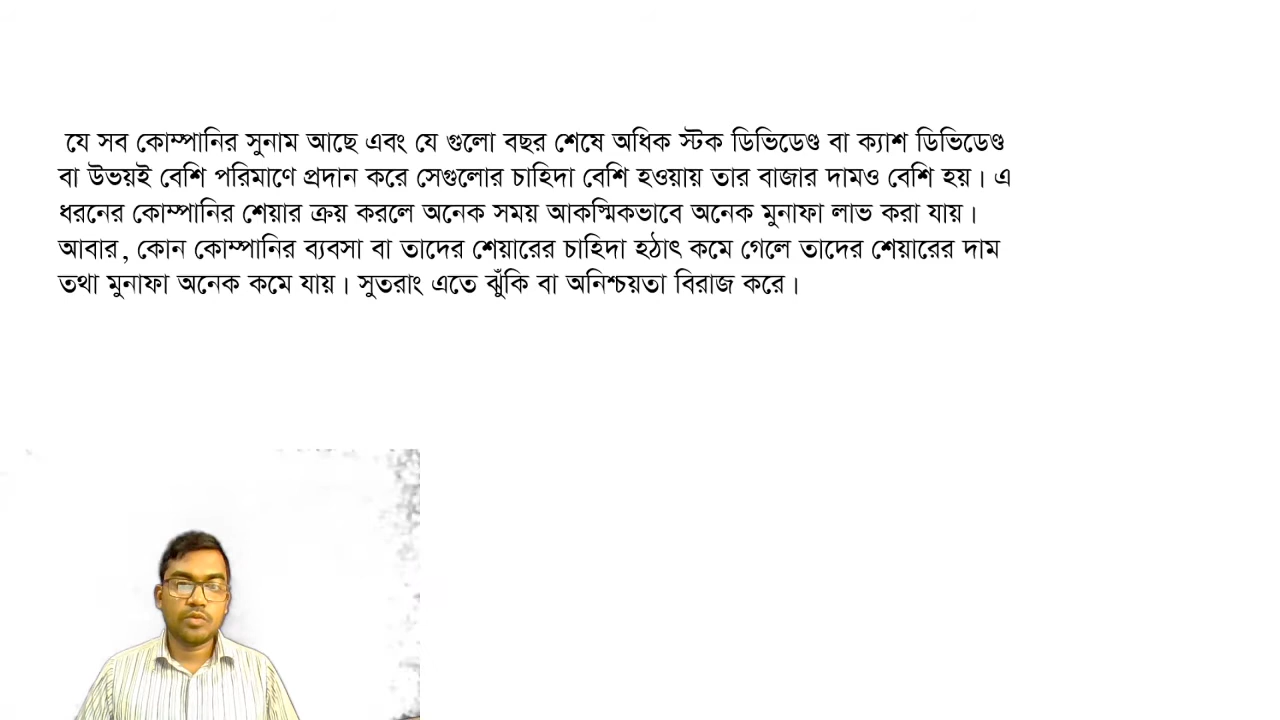 যে সব কোম্পানির সুনাম আছে এবং যে গুলো বছর শেষে অধিক স্টক ডিভিডেণ্ড বা ক্যাশ ডিভিডেণ্ড
বা উভয়ই বেশি পরিমাণে প্রদান করে সেগুলোর চাহিদা বেশি হওয়ায় তার বাজার দামও বেশি হয়। এ
ধরনের কোম্পানির শেয়ার ক্রয় করলে অনেক সময় আকস্মিকভাবে অনেক মুনাফা লাভ করা যায়।
আবার, কোন কোম্পানির ব্যবসা বা তাদের শেয়ারের চাহিদা হঠাৎ কমে গেলে তাদের শেয়ারের দাম
তথা মুনাফা অনেক কমে যায়। সুতরাং এতে ঝুঁকি বা অনিশ্চয়তা বিরাজ করে।